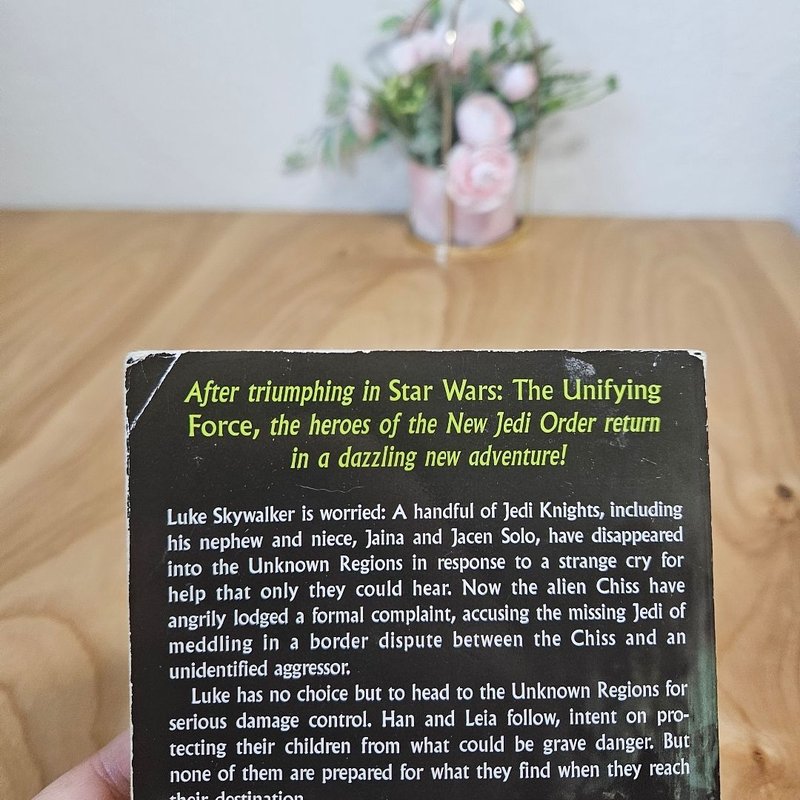 After triumphing in Star Wars: The Unifying
Force, the heroes of the New Jedi Order return
in a dazzling new adventure!
Luke Skywalker is worried: A handful of Jedi Knights, including
his nephew and niece, Jaina and Jacen Solo, have disappeared
into the Unknown Regions in response to a strange cry for
help that only they could hear. Now the alien Chiss have
angrily lodged a formal complaint, accusing the missing Jedi of
meddling in a border dispute between the Chiss and an
unidentified aggressor.
Luke has no choice but to head to the Unknown Regions for
serious damage control. Han and Leia follow, intent on pro-
tecting their children from what could be grave danger. But
none of them are prepared for what they find when they reach
their destination